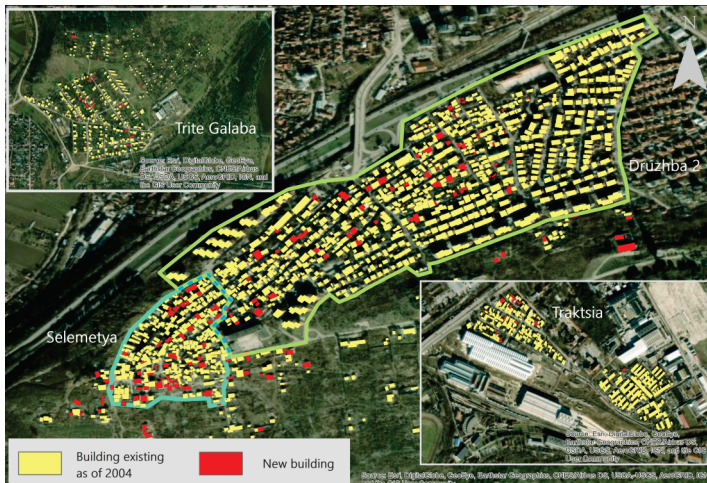 Trite Galaba
Source: Esri, DigitalGlobe, GeoEye,
Earthstar Geographics, CNES/Airbus
DS, USDA, USGS, AeroGRID, IGN, and
the GIS User Community
N
Druzhba 2
Selemetya
Traktsia
Source: Esri, DigitalGlobe, GeoEye,
Earthstar Geographics, CNES/Airbus DS,
USDA, USGS, AeroGRID, IGN, and the GIS
User Community
Building existing
as of 2004
New building
Source: Esri, DigitalGlobe, GeoEye, Earthstar Geographics, CNES/Airbus DS, USDA, USGS, AeroGRID, IGN